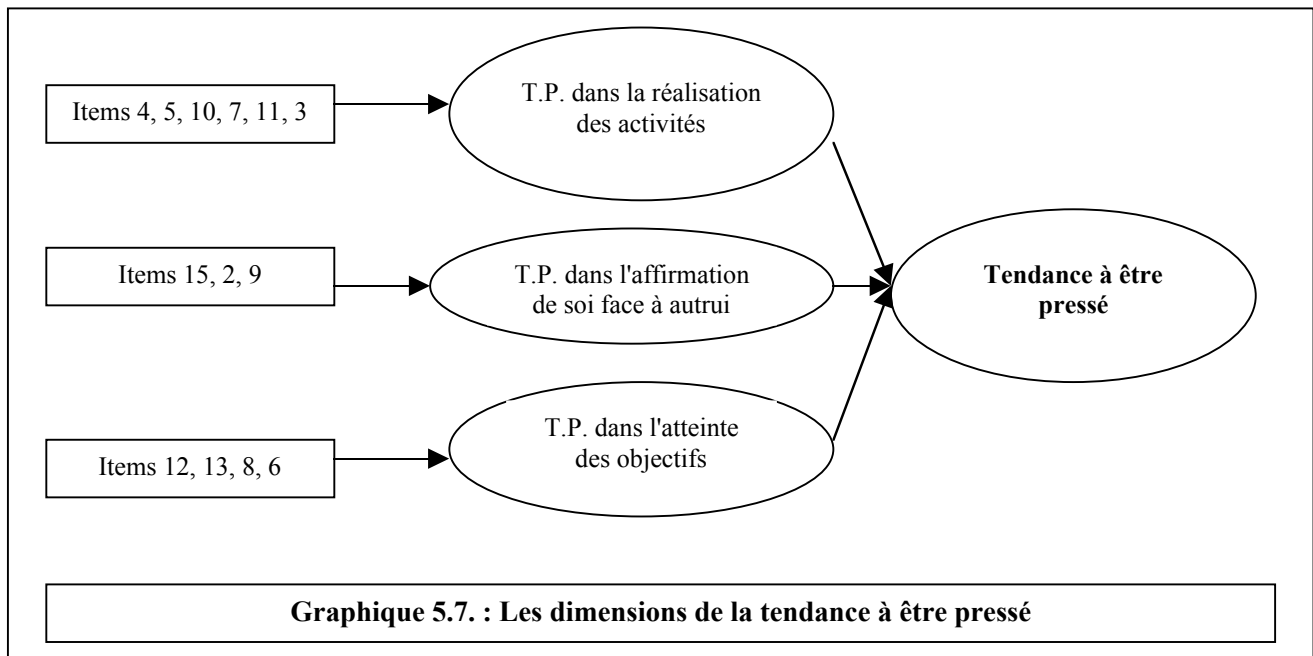 Items 4, 5, 10, 7, 11, 3
T.P. dans la réalisation
des activités
Items 15, 2, 9
T.P. dans l'affirmation
de soi face à autrui
Tendance à être
pressé
Items 12, 13, 8, 6
T.P. dans l'atteinte
des objectifs
Graphique 5.7. : Les dimensions de la tendance à être pressé